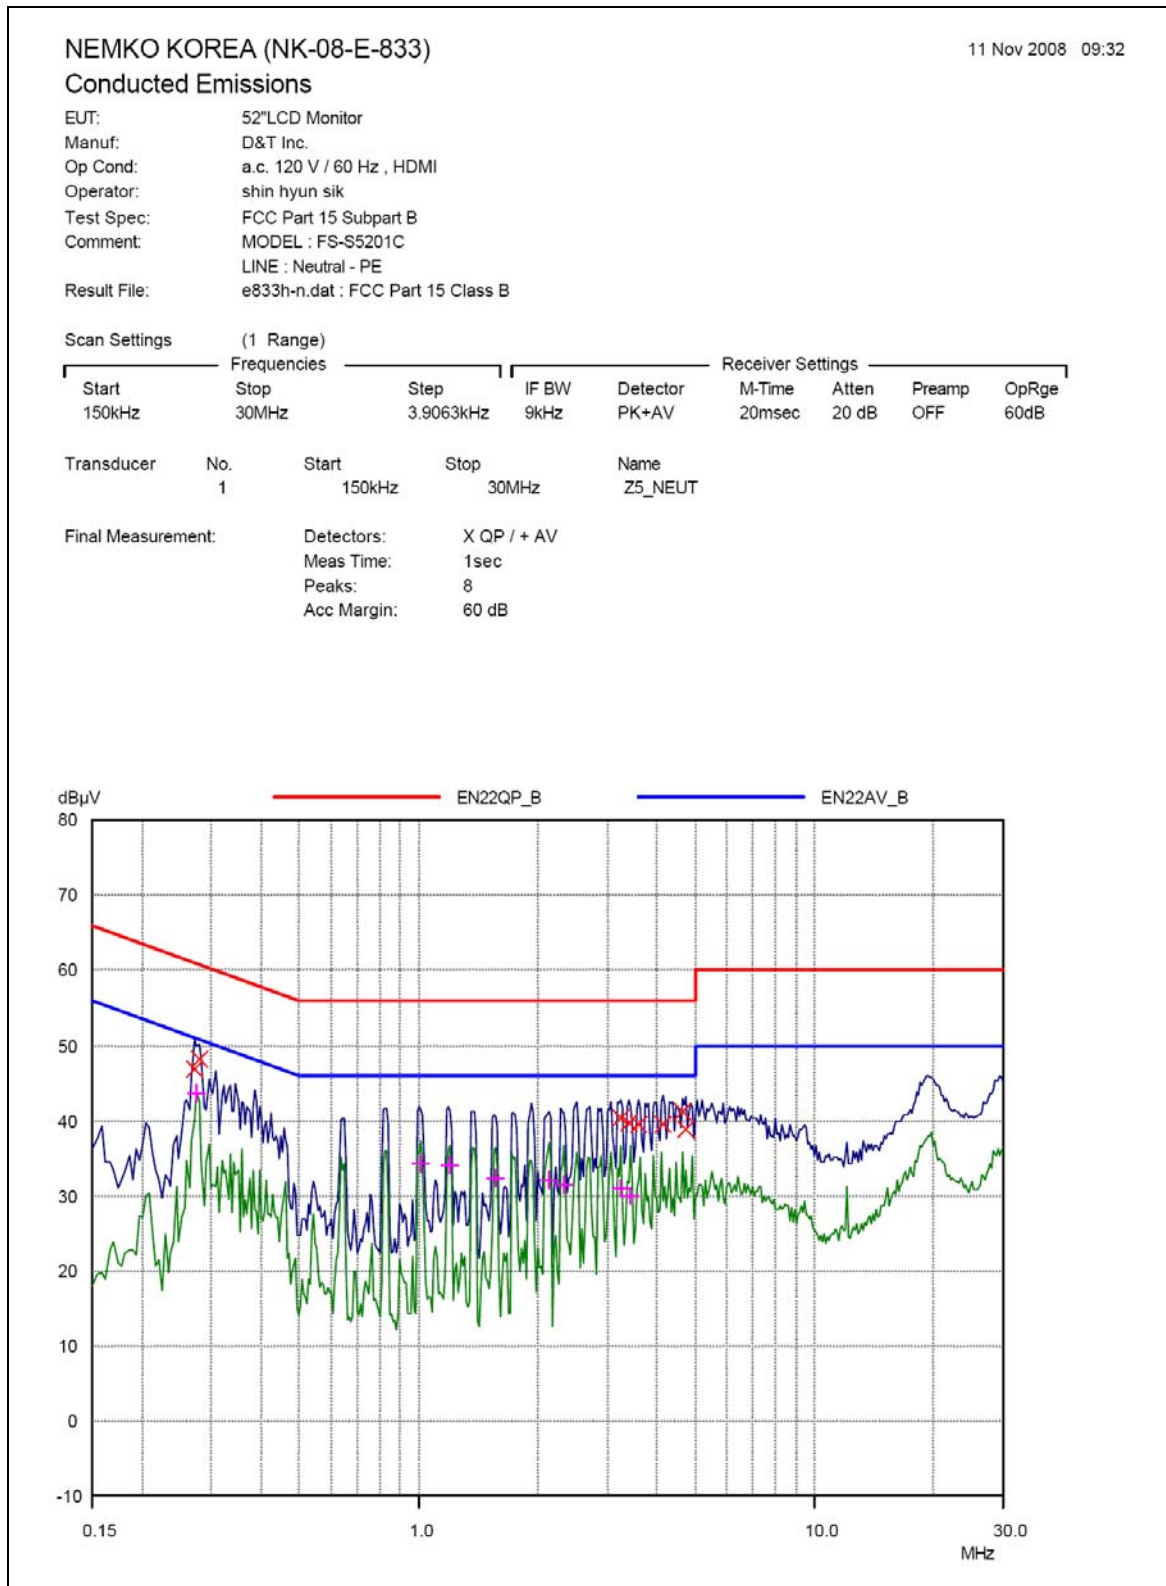 NEMKO KOREA (NK-08-E-833) 11 Nov 2008 09:32
Conducted Emissions
EUT: 52"LCD Monitor
Manuf: D&T Inc.
Op Cond: a.c. 120 V / 60 Hz , HDMI
Operator: shin hyun sik
Test Spec: FCC Part 15 Subpart B
Comment: MODEL : FS-S5201C
LINE : Neutral - PE
Result File: e833h-n.dat : FCC Part 15 Class B
Scan Settings (1 Range)
Frequencies Receiver Settings
Start Stop Step IF BW Detector M-Time Atten Preamp OpRge
150kHz 30MHz 3.9063kHz 9kHz PK+AV 20msec 20 dB OFF 60dB
Transducer No. Start Stop Name
1 150kHz 30MHz Z5_NEUT
Final Measurement: Detectors: X QP / + AV
Meas Time: 1sec
Peaks: 8
Acc Margin: 60 dB
dBµV EN22QP_B EN22AV_B
80
70
60
50
40
30
20
10
0
-10
0.15 1.0 10.0 30.0
MHz